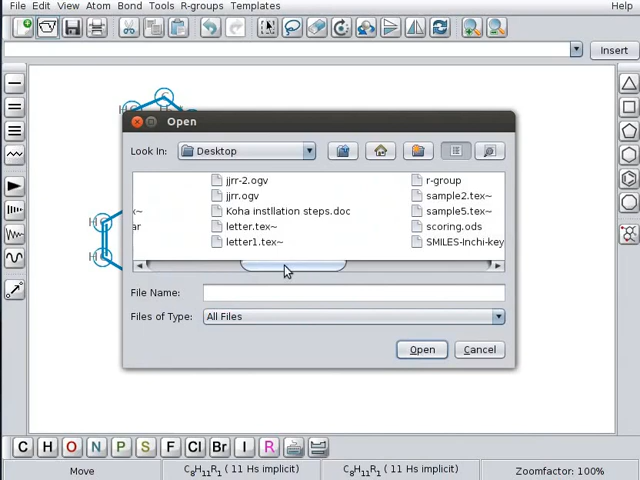 File Edit View Atom Bond Tools R-groups Templates Help
Insert
Open
Look In: Desktop
jjrr-2.ogv
jjrr.ogv
Koha instllation steps.doc
letter.tex~
letter1.tex~
r-group
sample2.tex~
sample5.tex~
scoring.ods
SMILES-Inchi-key
File Name:
Files of Type: All Files
Open Cancel
C H O N P S F Cl Br I R
Move C8H11R1 ( 11 Hs implicit) C8H11R1 ( 11 Hs implicit) Zoomfactor: 100%